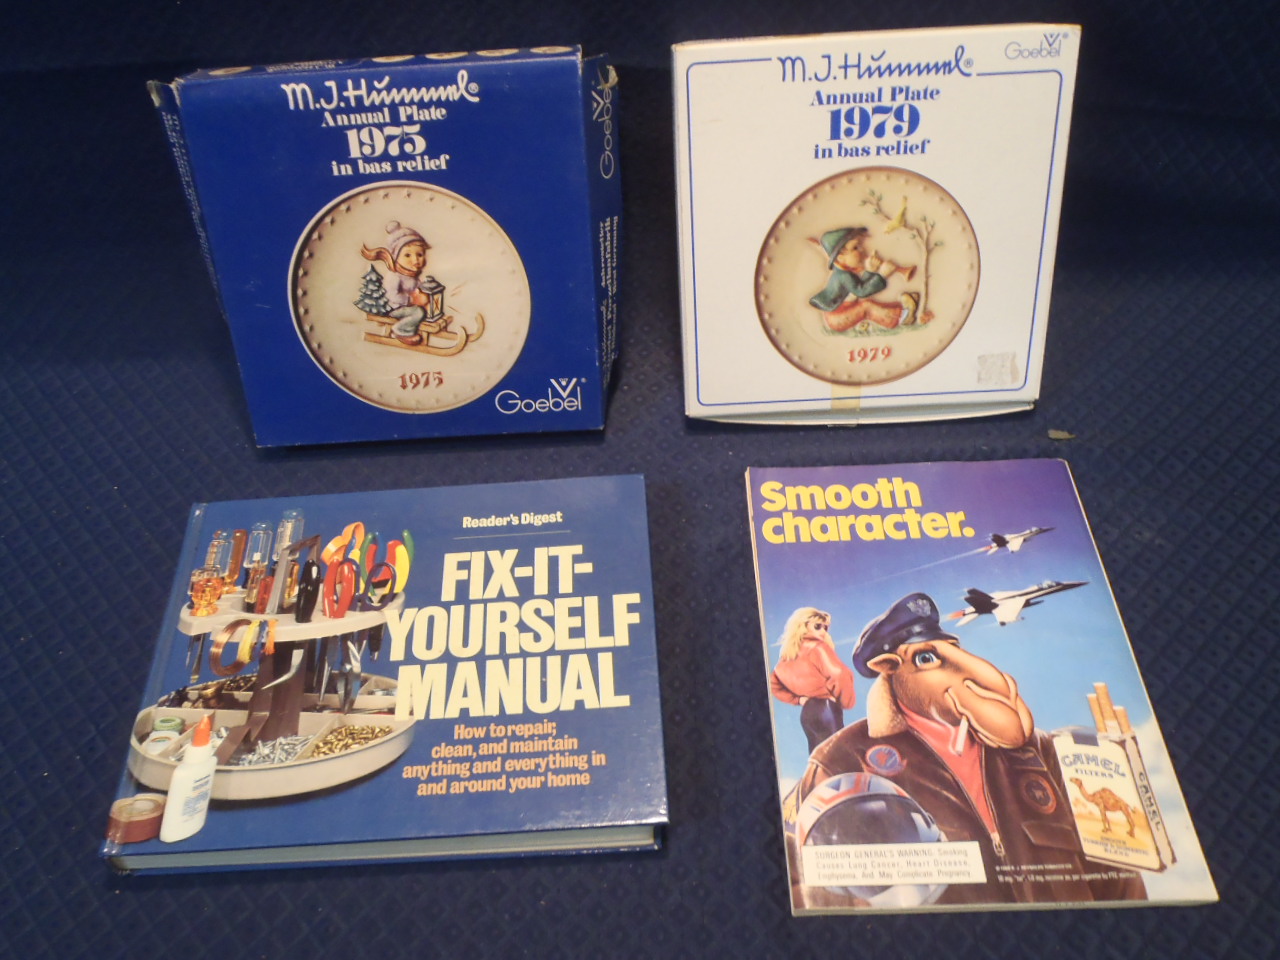 M.J.Hummel®
Annual Plate
1975
in bas relief
1975
Goebel
Goebel
M.J.Hummel®
Annual Plate
1979
in bas relief
1979
Goebel
Reader's Digest
FIX-IT-
YOURSELF
MANUAL
How to repair,
clean, and maintain
anything and everything in
and around your home
Smooth
character.
CAMEL
FILTERS
CAMEL
SURGEON GENERAL'S WARNING: Smoking
Causes Lung Cancer, Heart Disease,
Emphysema, And May Complicate Pregnancy.